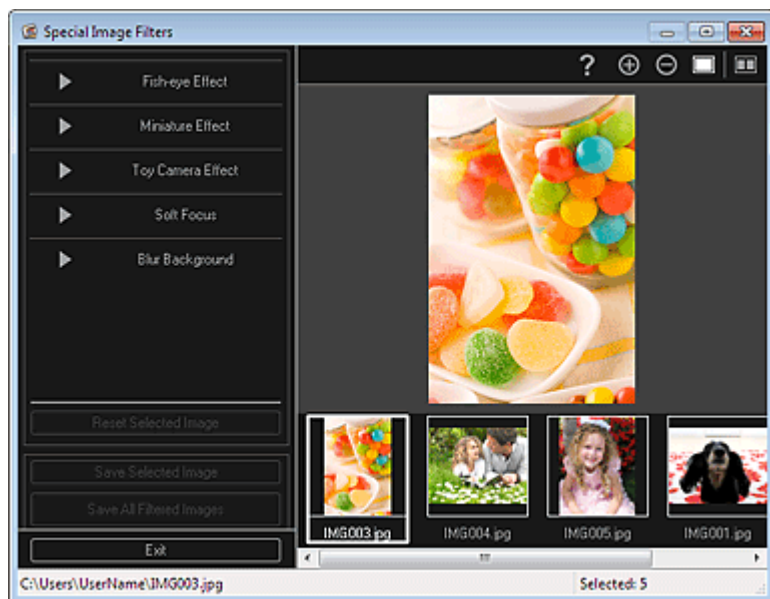 Special Image Filters
?
Fish-eye Effect
Miniature Effect
Toy Camera Effect
Soft Focus
Blur Background
Reset Selected Image
Save Selected Image
Save All Filtered Images
Exit
IMG003.jpg
IMG004.jpg
IMG005.jpg
IMG001.jpg
C:\Users\UserName\IMG003.jpg
Selected: 5